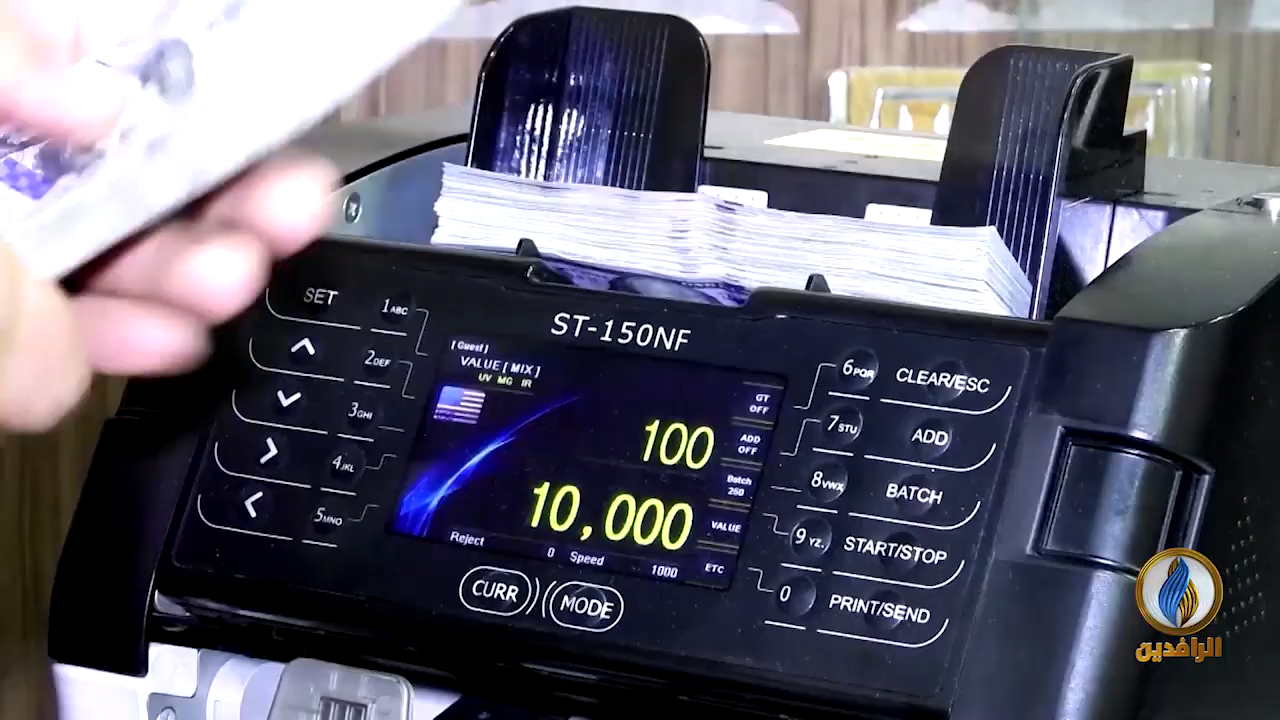 ST-150NF
SET
1ABC
2DEF
3GHI
4JKL
5MNO
[ Guest ]
VALUE [ MIX ]
UV MG IR
100
10,000
Reject 0 Speed 1000
GT
OFF
ADD
OFF
Batch
250
VALUE
ETC
CURR
MODE
6PQR
CLEAR/ESC
7STU
ADD
8VWX
BATCH
9YZ.
START/STOP
0
PRINT/SEND
الرافدين